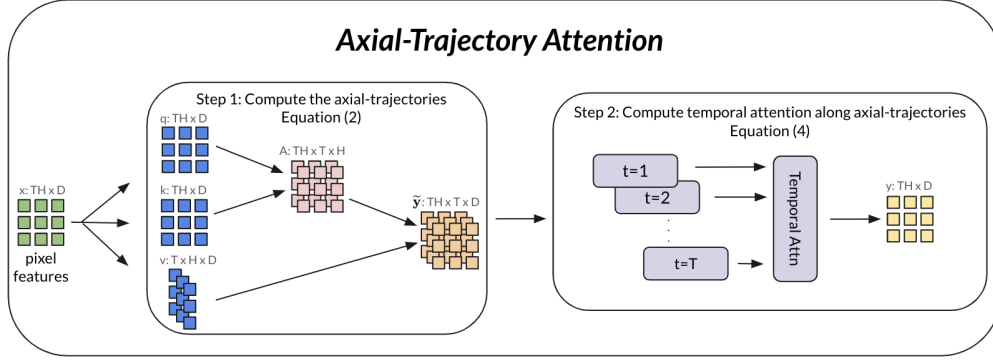 Axial-Trajectory Attention
Step 1: Compute the axial-trajectories
Equation (2)
q: TH x D
A: TH x T x H
x: TH x D
pixel
features
k: TH x D
v: T x H x D
ỹ: TH x T x D
Step 2: Compute temporal attention along axial-trajectories
Equation (4)
t=1
t=2
t=T
Temporal Attn
y: TH x D